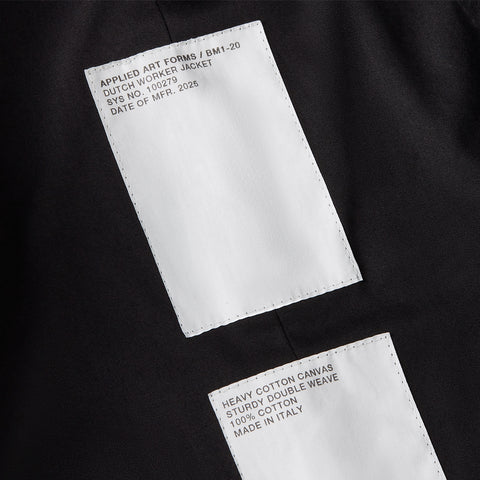 APPLIED ART FORMS / BM1-20
DUTCH WORKER JACKET
SYS NO. 100279
DATE OF MFR. 2025
HEAVY COTTON CANVAS
STURDY DOUBLE WEAVE
100% COTTON
MADE IN ITALY